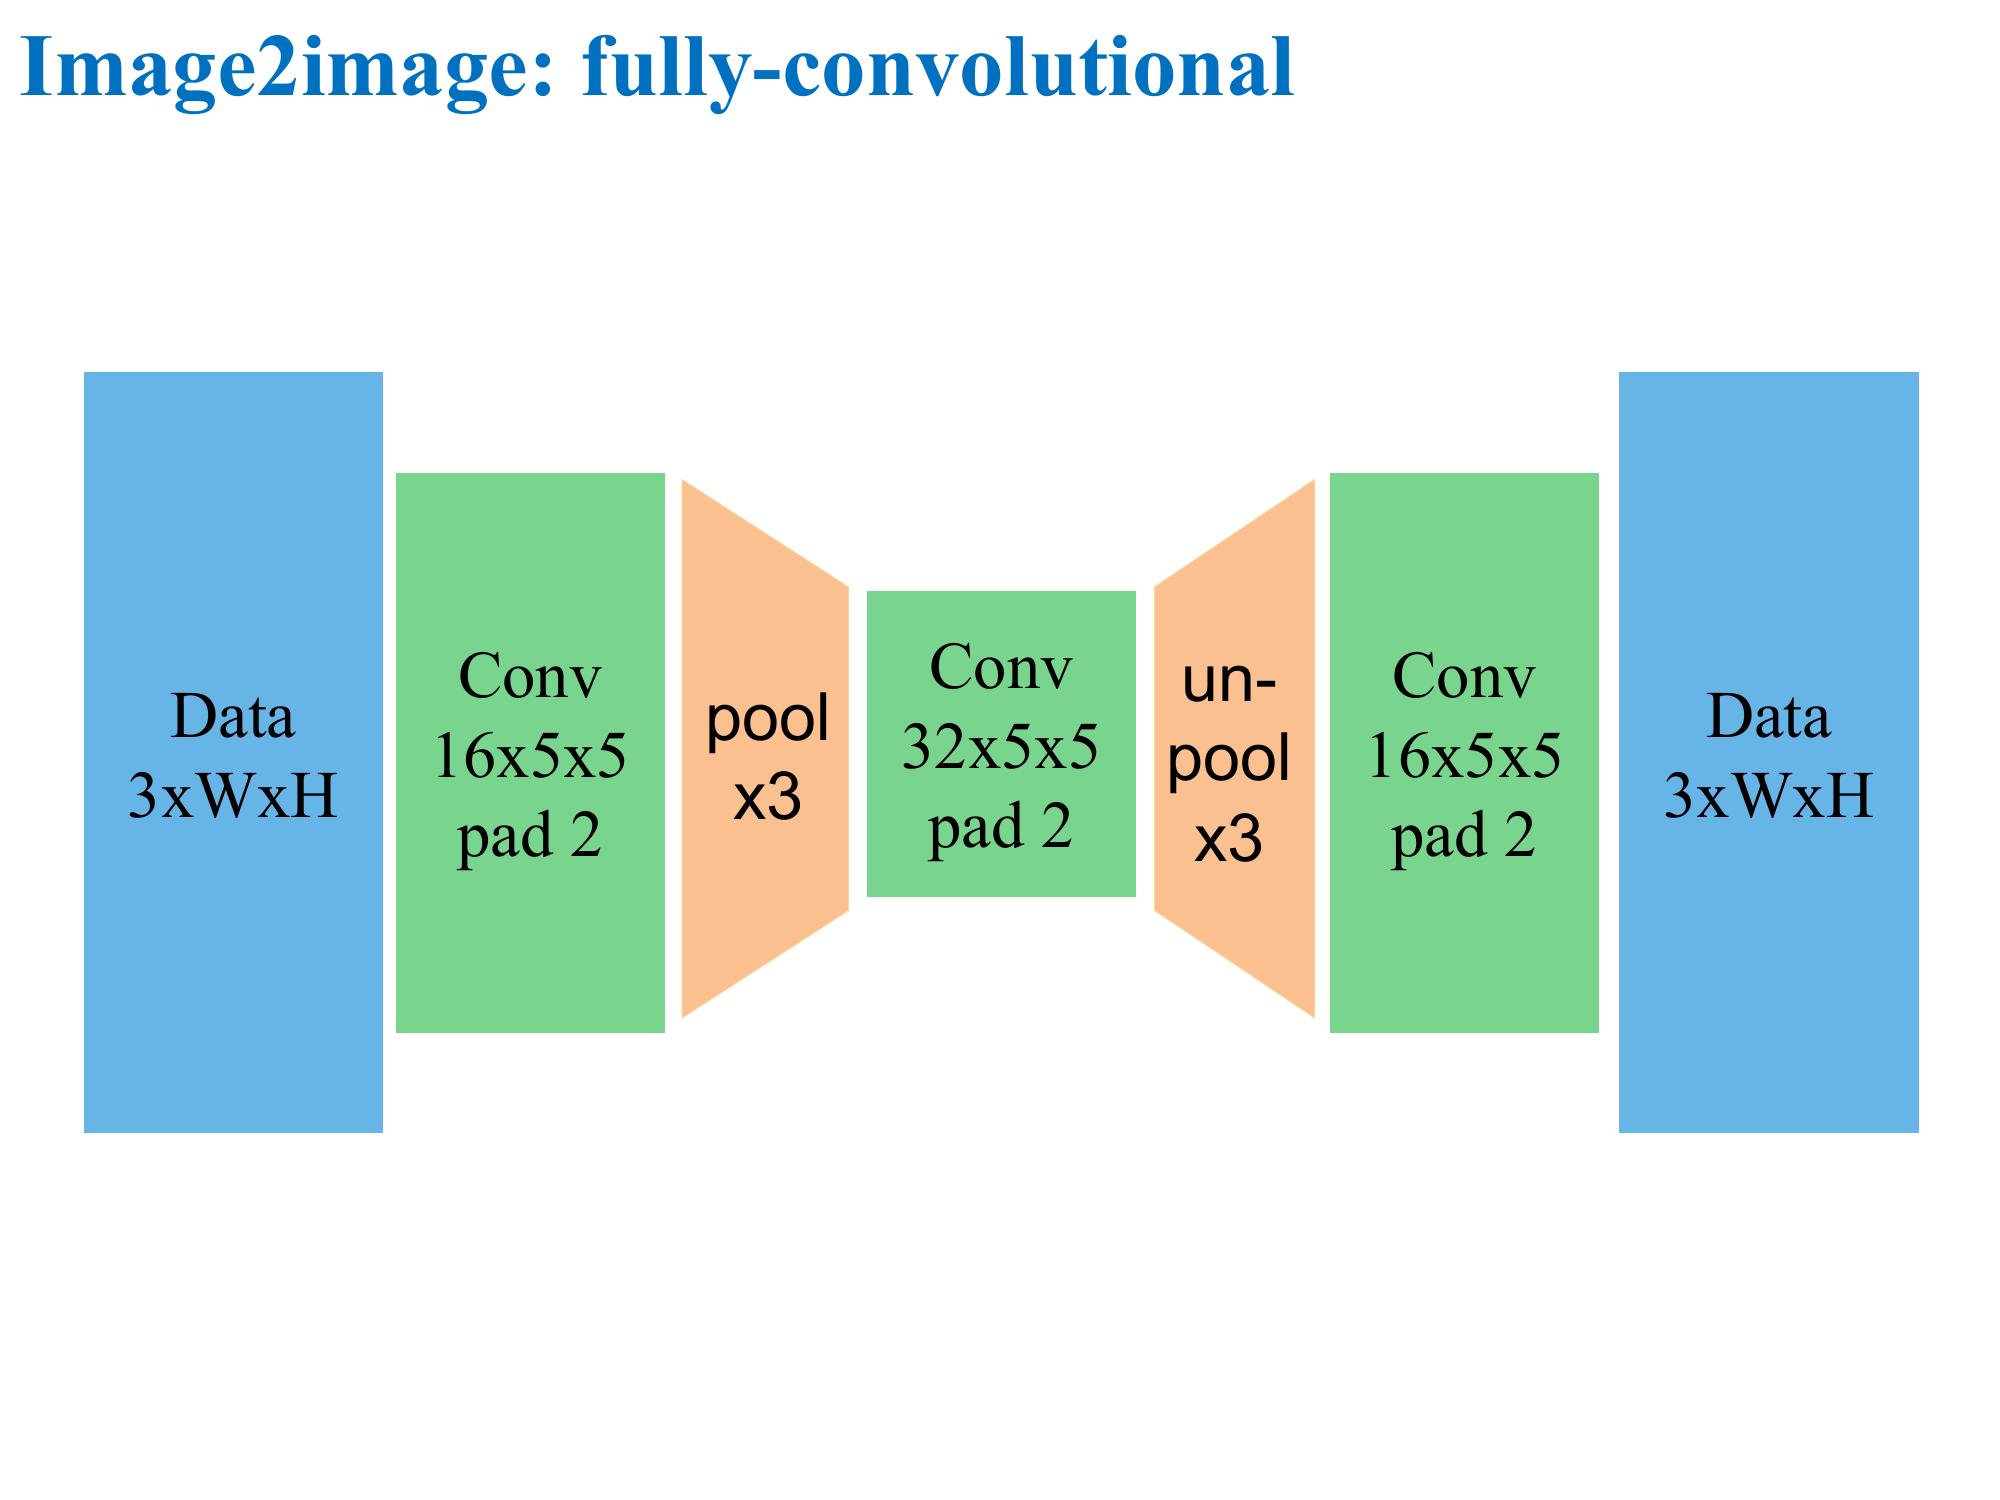 Image2image: fully-convolutional
Data
3xWxH
Conv
16x5x5
pad 2
pool
x3
Conv
32x5x5
pad 2
un-
pool
x3
Conv
16x5x5
pad 2
Data
3xWxH